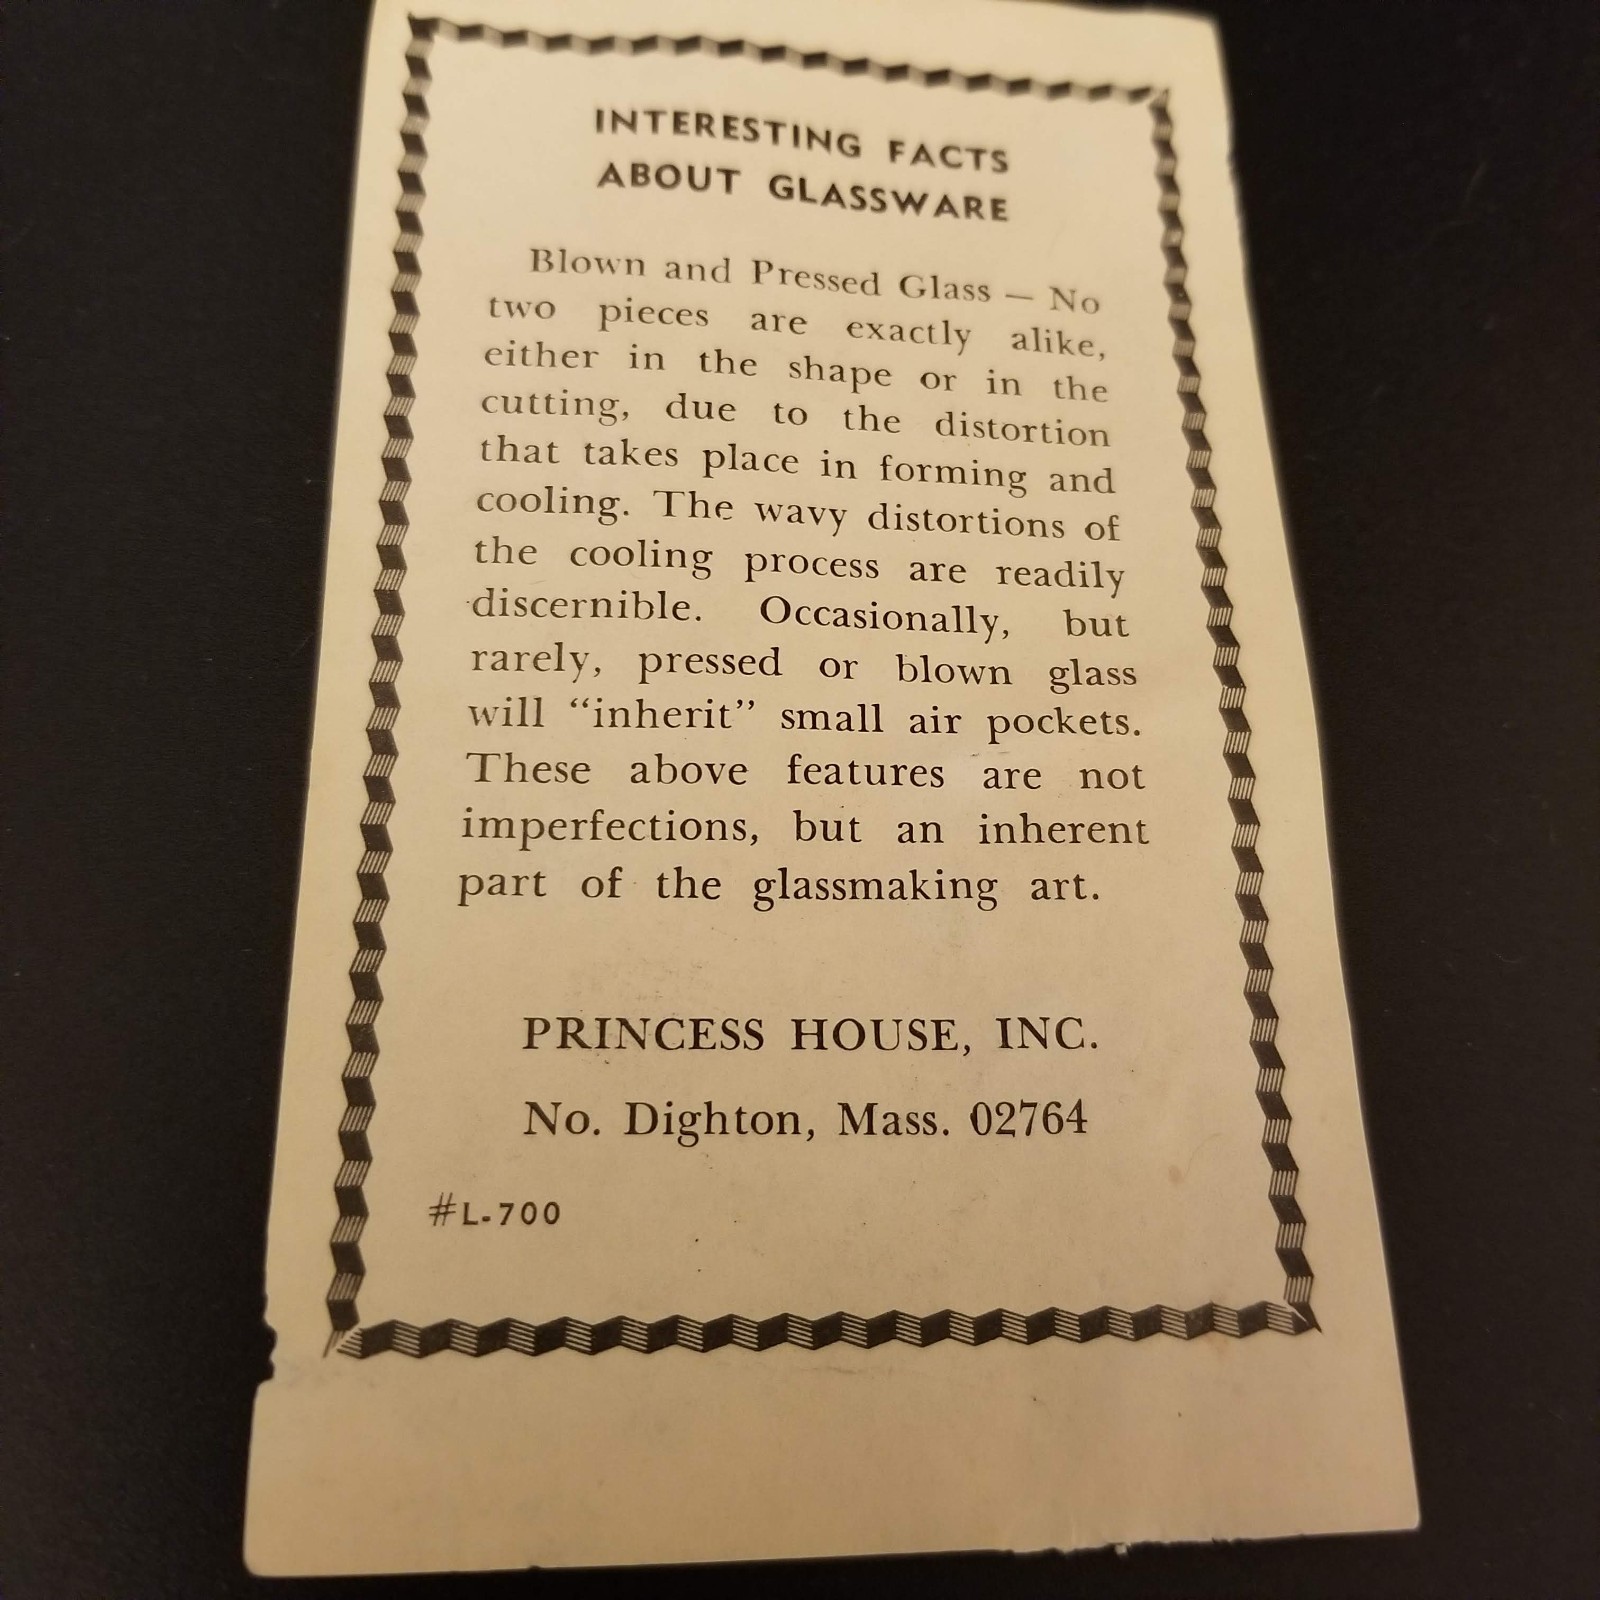 INTERESTING FACTS
ABOUT GLASSWARE
Blown and Pressed Glass — No
two pieces are exactly alike,
either in the shape or in the
cutting, due to the distortion
that takes place in forming and
cooling. The wavy distortions of
the cooling process are readily
discernible. Occasionally, but
rarely, pressed or blown glass
will “inherit” small air pockets.
These above features are not
imperfections, but an inherent
part of the glassmaking art.
PRINCESS HOUSE, INC.
No. Dighton, Mass. 02764
#L-700